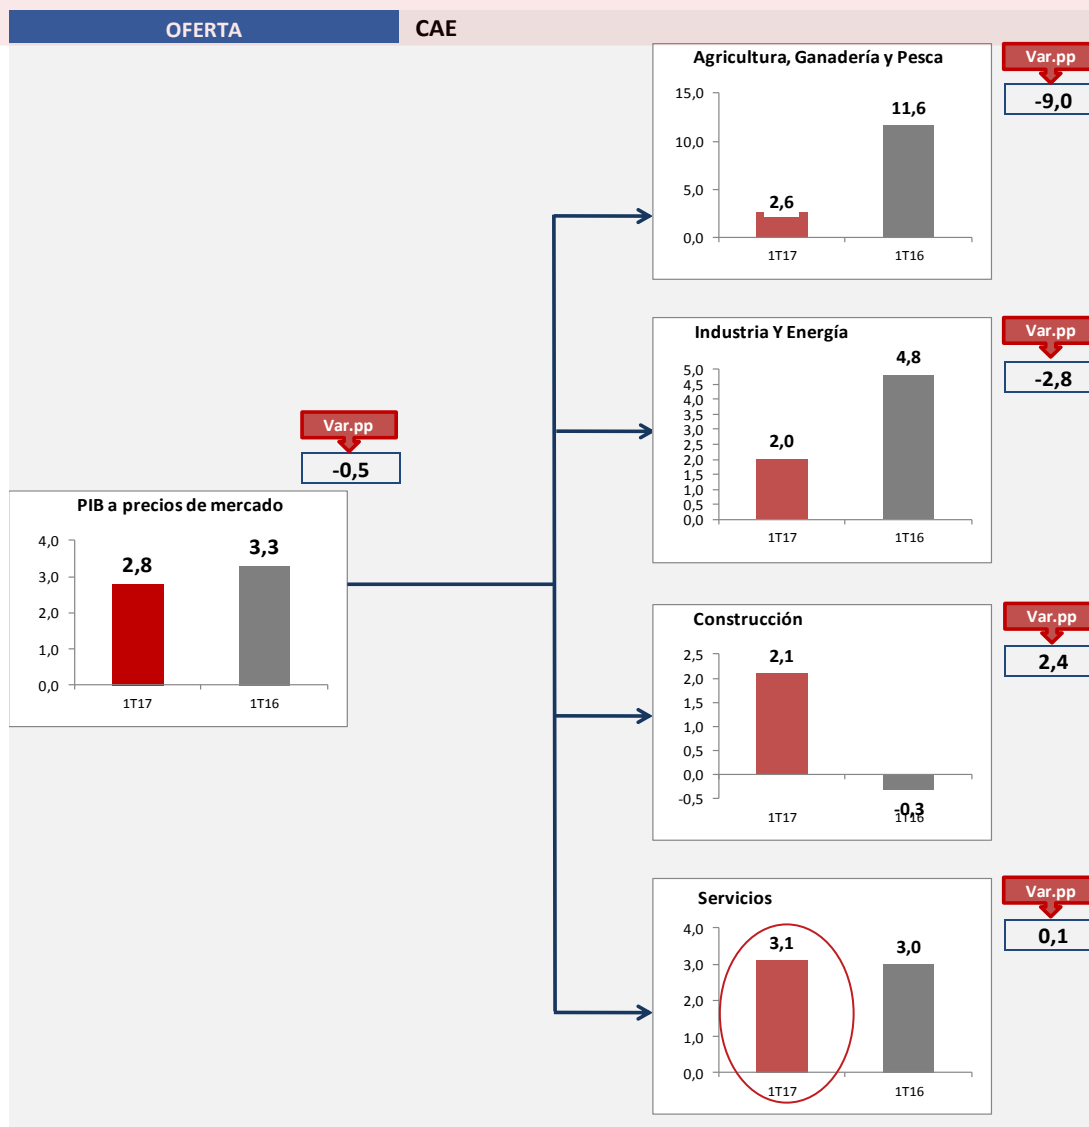 OFERTA
CAE
Agricultura, Ganadería y Pesca
15,0
10,0
5,0
0,0
2,6
11,6
1T17
1T16
Var.pp
-9,0
Industria Y Energía
5,0
4,5
4,0
3,5
3,0
2,5
2,0
1,5
1,0
0,5
0,0
2,0
4,8
1T17
1T16
Var.pp
-2,8
Var.pp
-0,5
PIB a precios de mercado
4,0
3,0
2,0
1,0
0,0
2,8
3,3
1T17
1T16
Construcción
2,5
2,0
1,5
1,0
0,5
0,0
-0,5
2,1
-0,3
1T17
1T16
Var.pp
2,4
Servicios
4,0
3,0
2,0
1,0
0,0
3,1
3,0
1T17
1T16
Var.pp
0,1